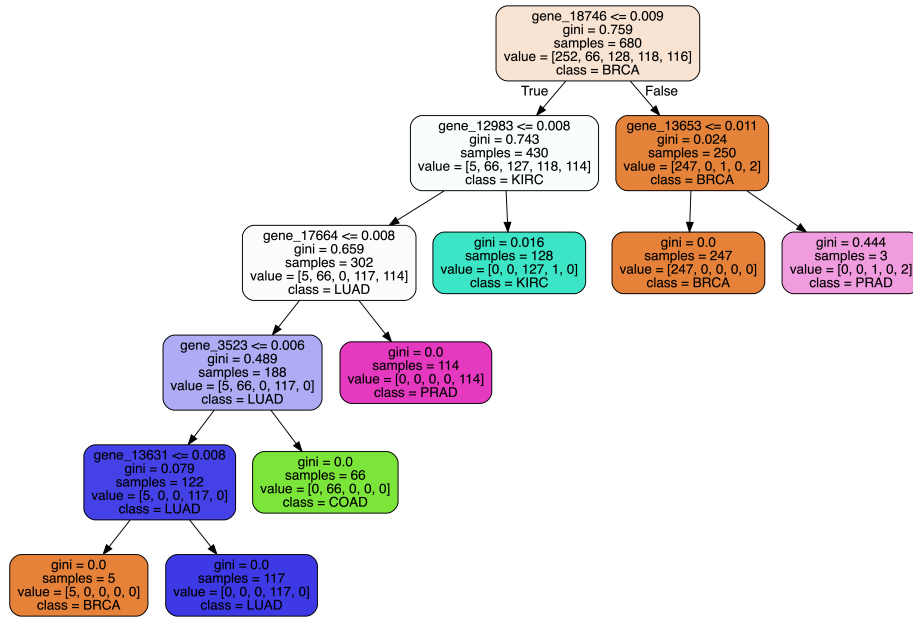 gene_18746 <= 0.009
gini = 0.759
samples = 680
value = [252, 66, 128, 118, 116]
class = BRCA
True
False
gene_12983 <= 0.008
gini = 0.743
samples = 430
value = [5, 66, 127, 118, 114]
class = KIRC
gene_13653 <= 0.011
gini = 0.024
samples = 250
value = [247, 0, 1, 0, 2]
class = BRCA
gene_17664 <= 0.008
gini = 0.659
samples = 302
value = [5, 66, 0, 117, 114]
class = LUAD
gini = 0.016
samples = 128
value = [0, 0, 127, 1, 0]
class = KIRC
gini = 0.0
samples = 247
value = [247, 0, 0, 0, 0]
class = BRCA
gini = 0.444
samples = 3
value = [0, 0, 1, 0, 2]
class = PRAD
gene_3523 <= 0.006
gini = 0.489
samples = 188
value = [5, 66, 0, 117, 0]
class = LUAD
gini = 0.0
samples = 114
value = [0, 0, 0, 0, 114]
class = PRAD
gene_13631 <= 0.008
gini = 0.079
samples = 122
value = [5, 0, 0, 117, 0]
class = LUAD
gini = 0.0
samples = 66
value = [0, 66, 0, 0, 0]
class = COAD
gini = 0.0
samples = 5
value = [5, 0, 0, 0, 0]
class = BRCA
gini = 0.0
samples = 117
value = [0, 0, 0, 117, 0]
class = LUAD